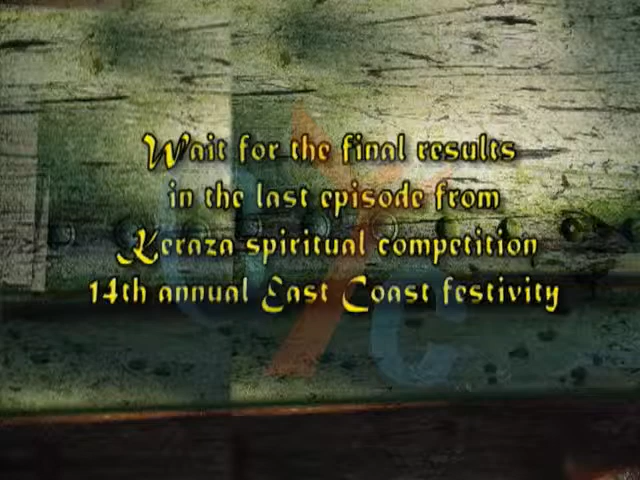 Wait for the final results
in the last episode from
Keraza spiritual competition
14th annual East Coast festivity